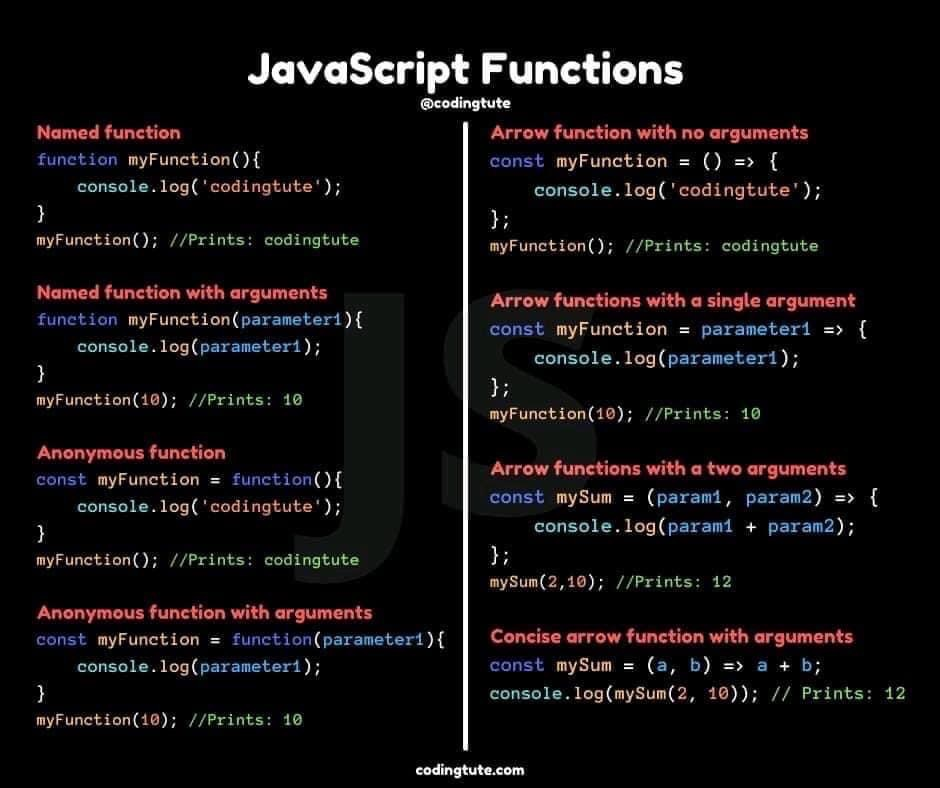 JavaScript Functions
@codingtute
Named function
function myFunction(){
    console.log('codingtute');
}
myFunction(); //Prints: codingtute
Named function with arguments
function myFunction(parameter1){
    console.log(parameter1);
}
myFunction(10); //Prints: 10
Anonymous function
const myFunction = function(){
    console.log('codingtute');
}
myFunction(); //Prints: codingtute
Anonymous function with arguments
const myFunction = function(parameter1){
    console.log(parameter1);
}
myFunction(10); //Prints: 10
Arrow function with no arguments
const myFunction = () => {
    console.log('codingtute');
};
myFunction(); //Prints: codingtute
Arrow functions with a single argument
const myFunction = parameter1 => {
    console.log(parameter1);
};
myFunction(10); //Prints: 10
Arrow functions with a two arguments
const mySum = (param1, param2) => {
    console.log(param1 + param2);
};
mySum(2,10); //Prints: 12
Concise arrow function with arguments
const mySum = (a, b) => a + b;
console.log(mySum(2, 10)); // Prints: 12
JS
codingtute.com